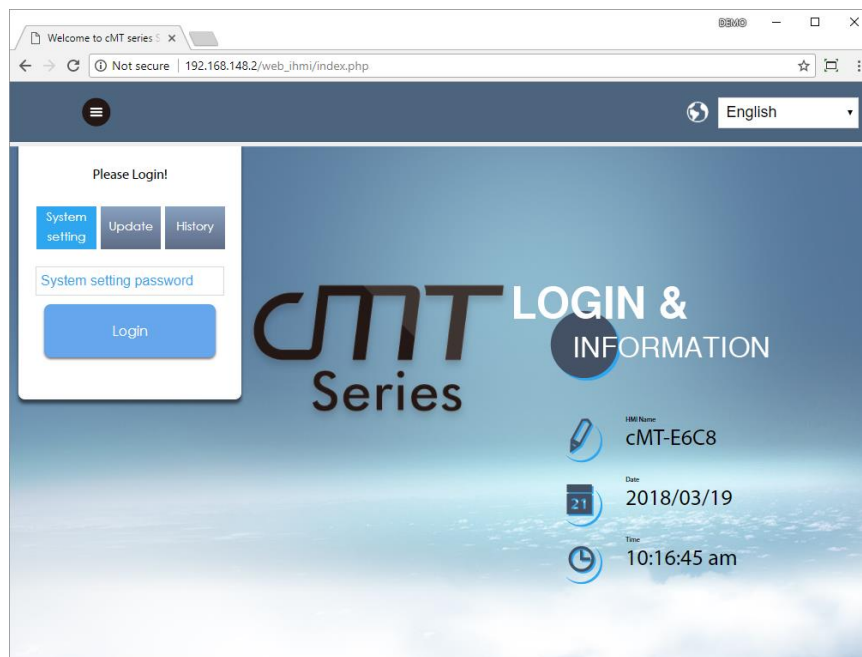 DEMO
Welcome to cMT series S
Not secure | 192.168.148.2/web_ihmi/index.php
English
Please Login!
System setting
Update
History
System setting password
Login
cMT
Series
LOGIN &
INFORMATION
HMI Name
cMT-E6C8
Date
21
2018/03/19
Time
10:16:45 am